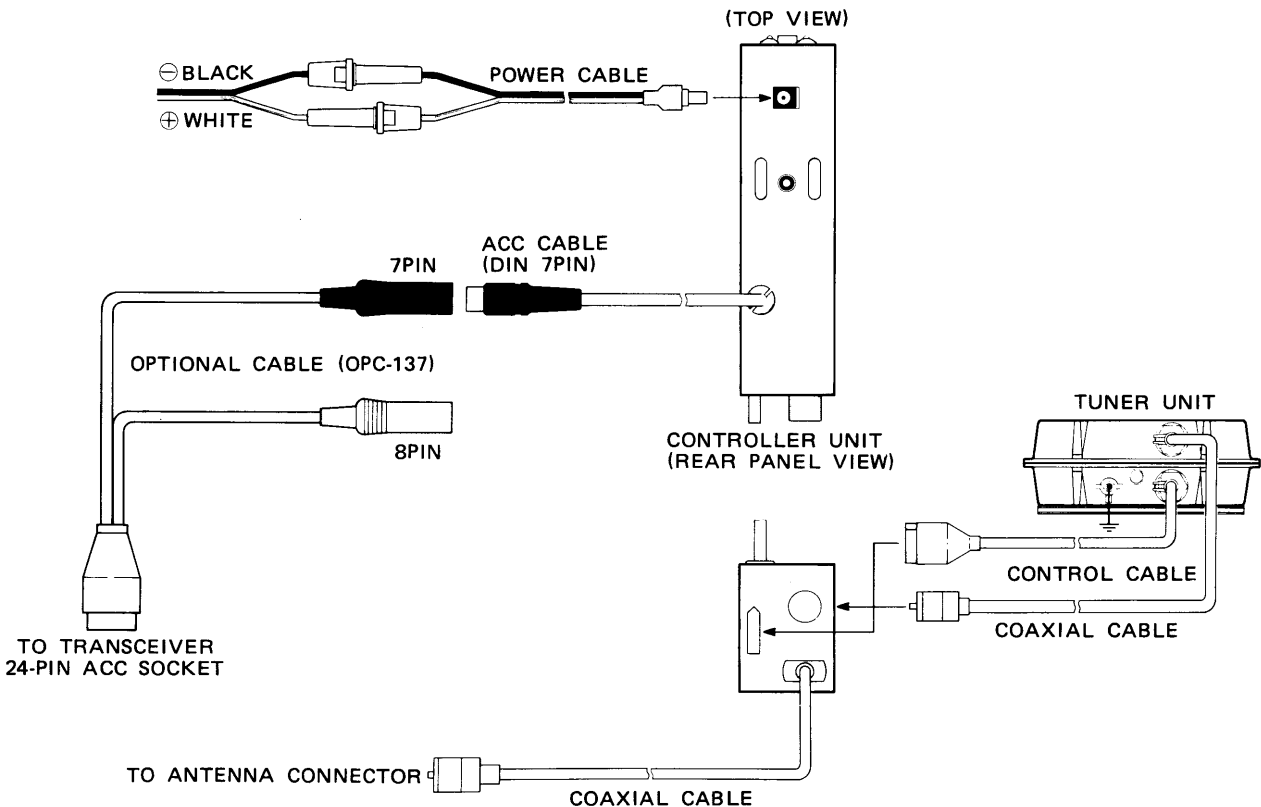 (TOP VIEW)
⊖ BLACK
POWER CABLE
⊕ WHITE
ACC CABLE
(DIN 7PIN)
7PIN
OPTIONAL CABLE (OPC-137)
8PIN
CONTROLLER UNIT
(REAR PANEL VIEW)
TUNER UNIT
CONTROL CABLE
COAXIAL CABLE
TO TRANSCEIVER
24-PIN ACC SOCKET
TO ANTENNA CONNECTOR
COAXIAL CABLE